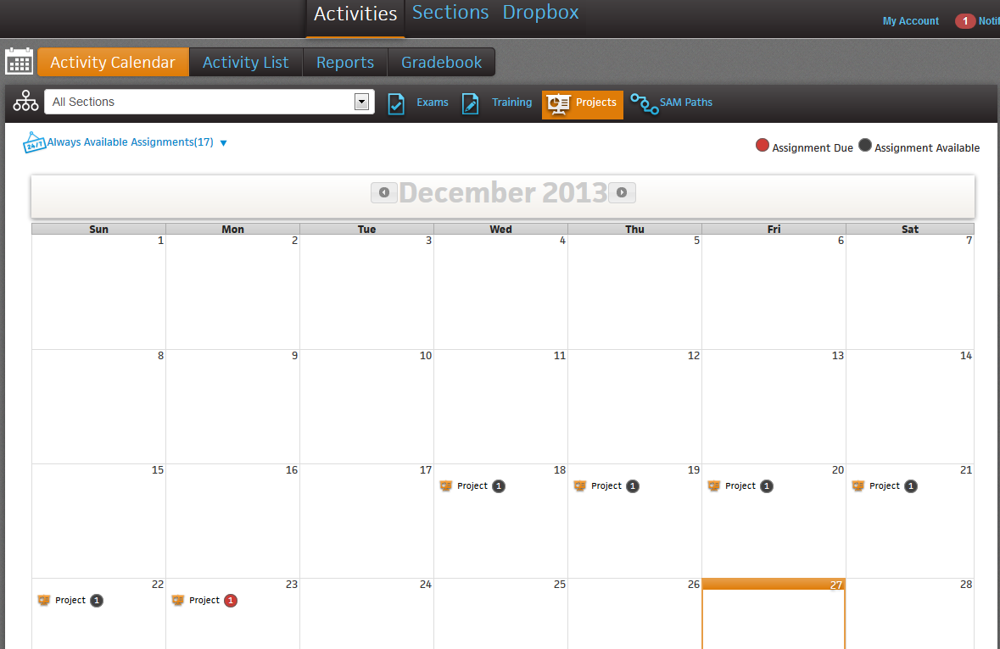 Activities Sections Dropbox
My Account 1
Activity Calendar Activity List Reports Gradebook
All Sections Exams Training Projects SAM Paths
24/7 Always Available Assignments(17) Assignment Due Assignment Available
December 2013
Sun Mon Tue Wed Thu Fri Sat
1 2 3 4 5 6 7
8 9 10 11 12 13 14
15 16 17 18 19 20 21
Project 1 Project 1 Project 1 Project 1
22 23 24 25 26 27 28
Project 1 Project 1